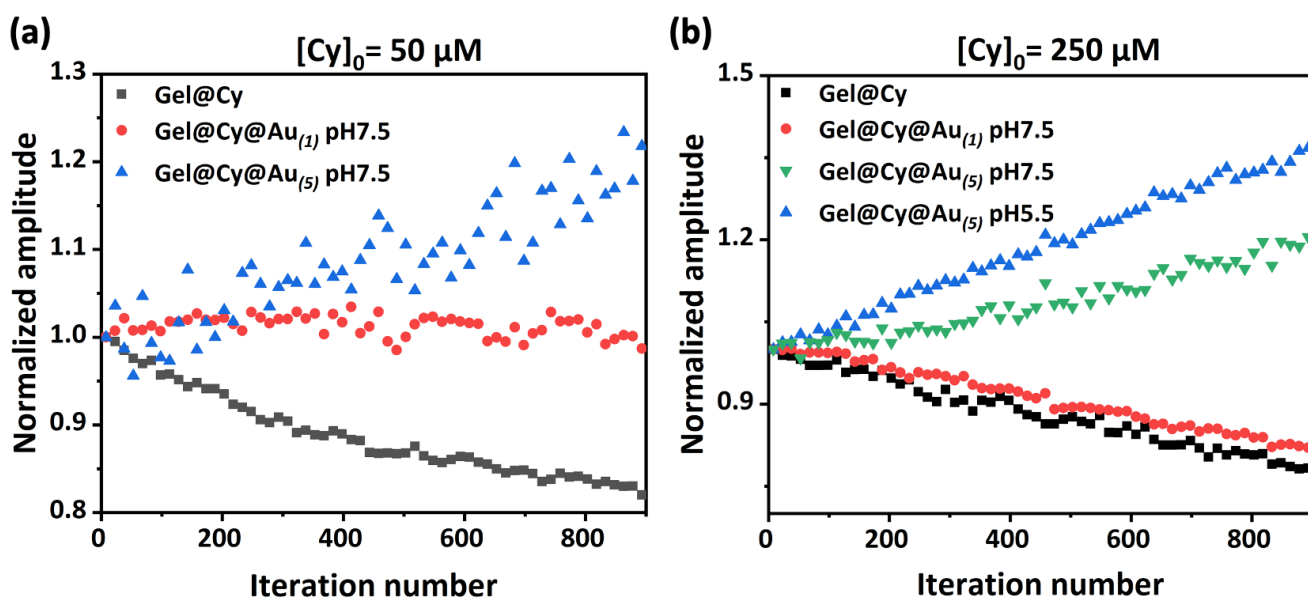 (a)
[Cy]₀= 50 µM
Normalized amplitude
1.3
1.2
1.1
1.0
0.9
0.8
Gel@Cy
Gel@Cy@Au(1) pH7.5
Gel@Cy@Au(5) pH7.5
0
200
400
600
800
Iteration number
(b)
[Cy]₀= 250 µM
Normalized amplitude
1.5
1.2
0.9
Gel@Cy
Gel@Cy@Au(1) pH7.5
Gel@Cy@Au(5) pH7.5
Gel@Cy@Au(5) pH5.5
0
200
400
600
800
Iteration number